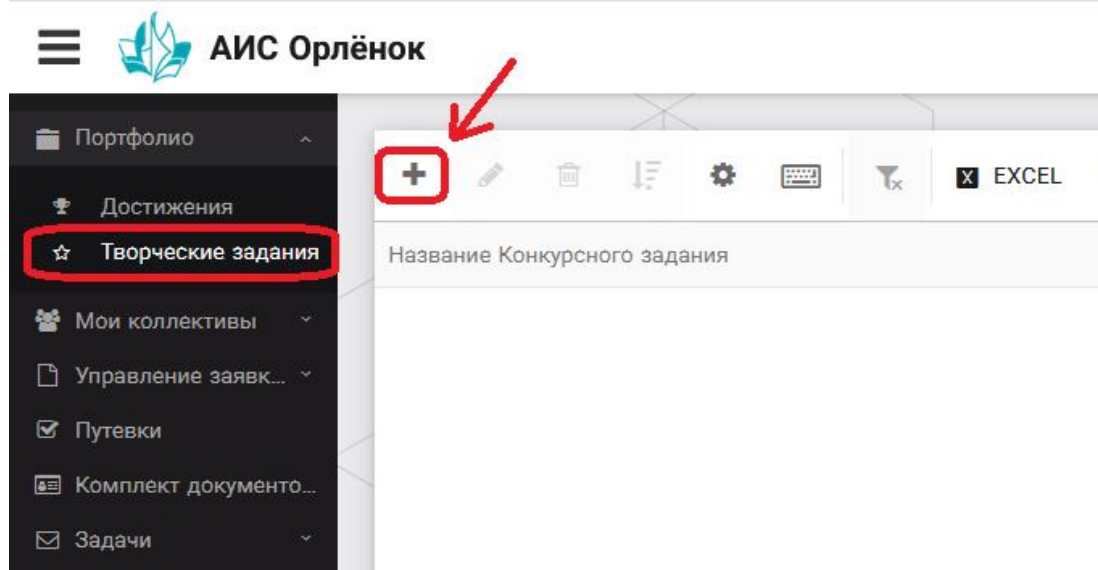 АИС Орлёнок
Портфолио
Достижения
Творческие задания
Мои коллективы
Управление заявк...
Путевки
Комплект документо...
Задачи
X EXCEL
Название Конкурсного задания